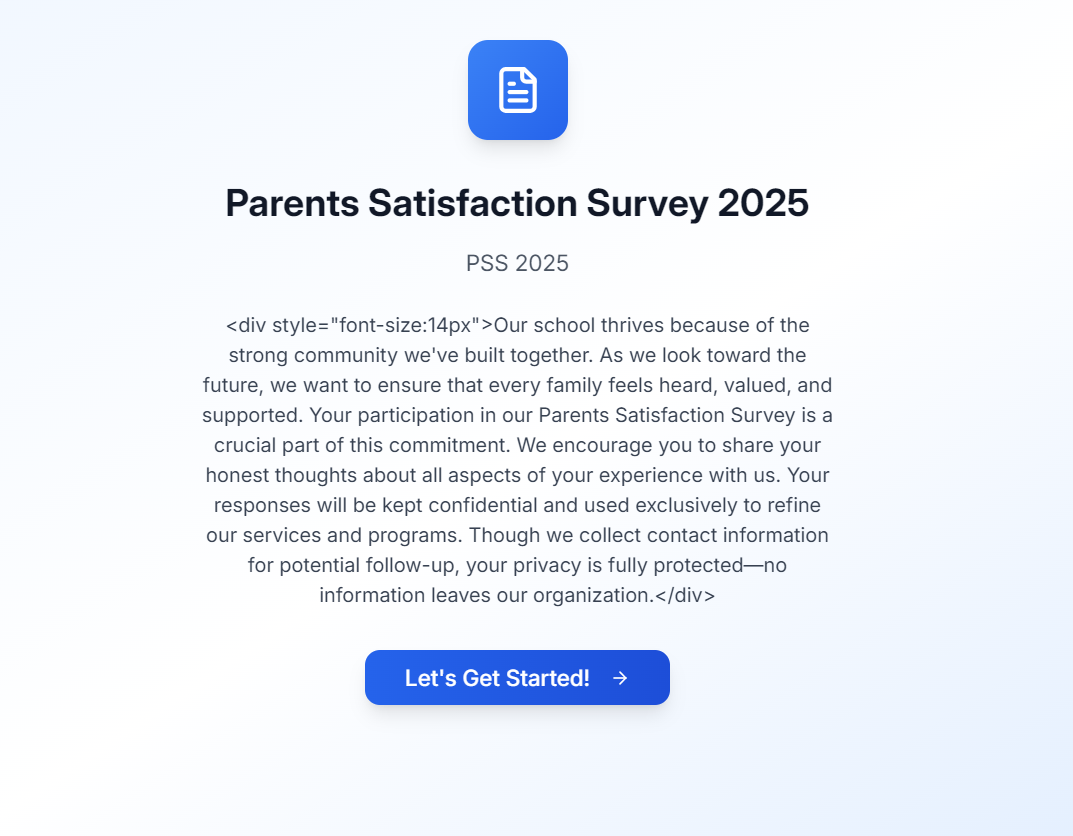 Parents Satisfaction Survey 2025
PSS 2025
<div style="font-size:14px">Our school thrives because of the
strong community we've built together. As we look toward the
future, we want to ensure that every family feels heard, valued, and
supported. Your participation in our Parents Satisfaction Survey is a
crucial part of this commitment. We encourage you to share your
honest thoughts about all aspects of your experience with us. Your
responses will be kept confidential and used exclusively to refine
our services and programs. Though we collect contact information
for potential follow-up, your privacy is fully protected—no
information leaves our organization.</div>
Let's Get Started! →